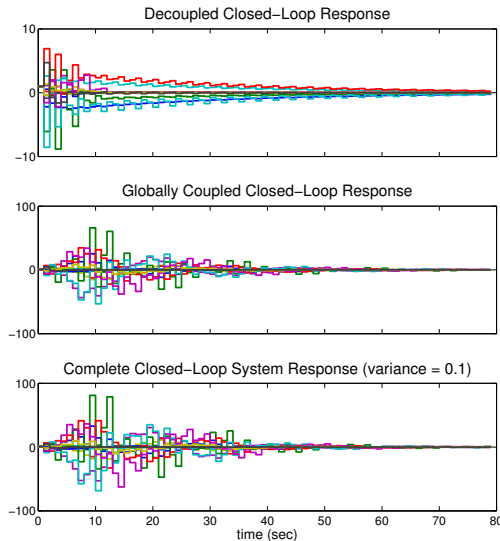 Decoupled Closed−Loop Response
10
0
−10
Globally Coupled Closed−Loop Response
100
0
−100
Complete Closed−Loop System Response (variance = 0.1)
100
0
−100
0 10 20 30 40 50 60 70 80
time (sec)